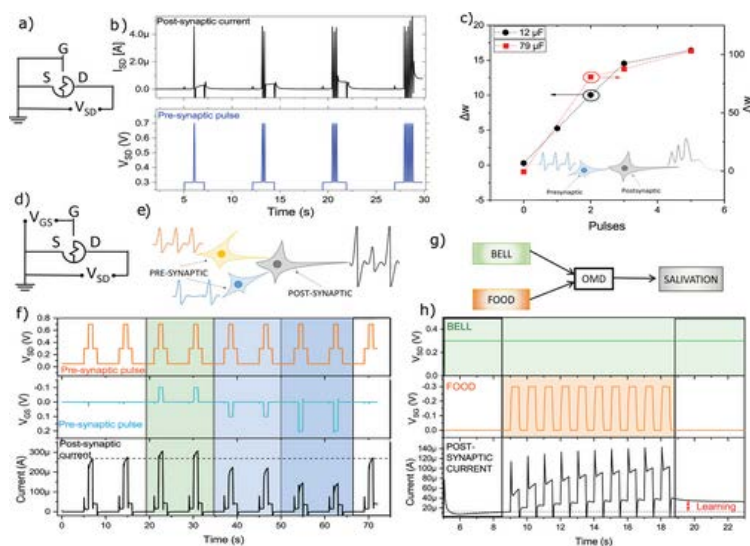 a)
G
S
D
V_SD
b)
Post-synaptic current
I_SD [A]
4.0µ
2.0µ
0.0
Pre-synaptic pulse
V_SD (V)
0.7
0.6
0.5
0.4
0.3
5
10
15
20
25
30
Time (s)
c)
12 µF
79 µF
Δw
20
15
10
5
0
-5
100
50
0
Δw
Presynaptic
Postsynaptic
0
2
4
6
Pulses
d)
V_GS
G
S
D
V_SD
e)
PRE-SYNAPTIC
POST-SYNAPTIC
f)
V_SD (V)
0.8
0.6
0.4
0.2
0.0
Pre-synaptic pulse
V_GS (V)
-0.1
0.0
0.1
0.2
Pre-synaptic pulse
Post-synaptic
current
Current (A)
300µ
200µ
100µ
0
0
10
20
30
40
50
60
70
Time (s)
g)
BELL
FOOD
OMD
SALIVATION
h)
BELL
V_SD (V)
0.4
0.2
0.0
FOOD
V_SG (V)
-0.3
-0.2
-0.1
0.0
POST-
SYNAPTIC
CURRENT
Current (A)
140µ
120µ
100µ
80µ
60µ
40µ
20µ
0
Learning
6
8
10
12
14
16
18
20
22
Time (s)